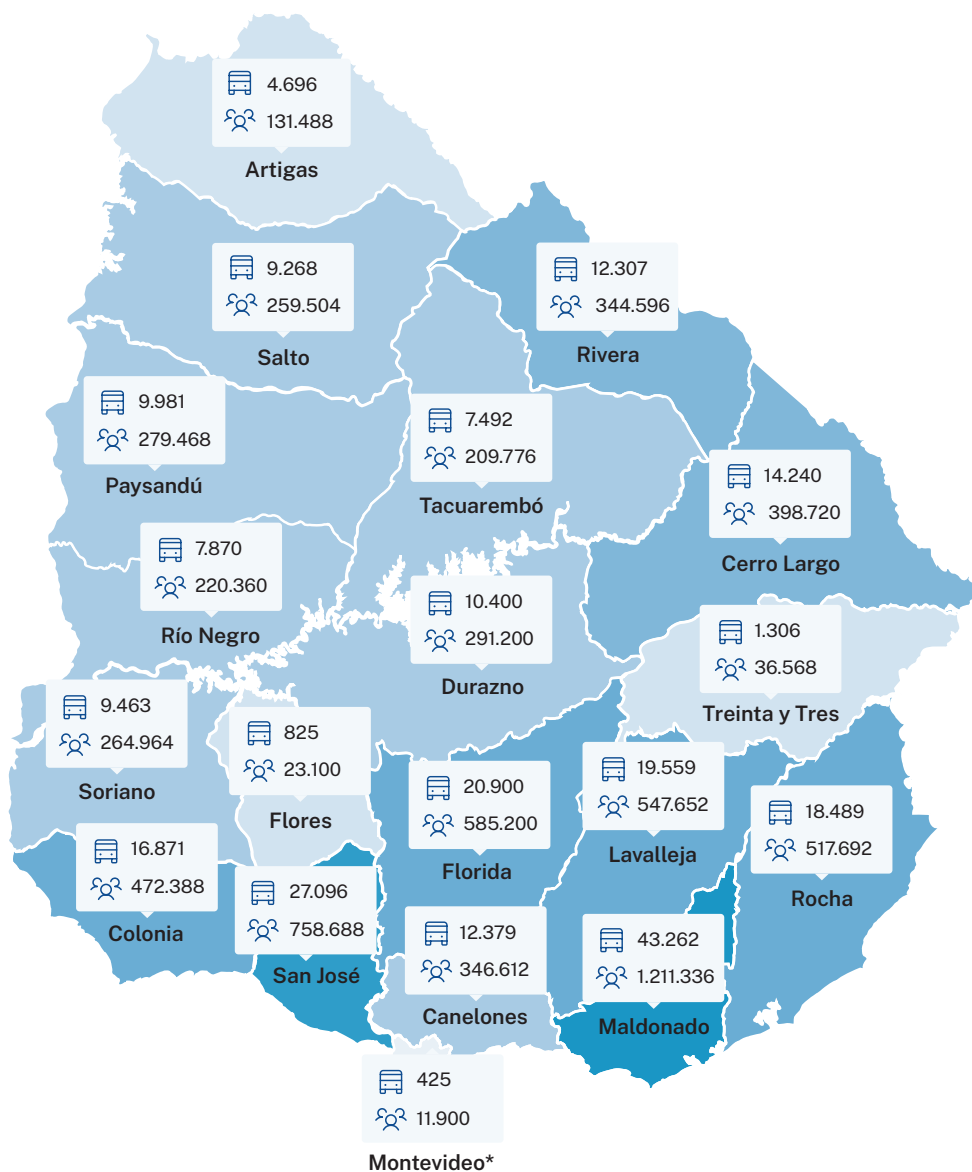 4.696
131.488
Artigas
9.268
259.504
Salto
12.307
344.596
Rivera
9.981
279.468
Paysandú
7.492
209.776
Tacuarembó
14.240
398.720
Cerro Largo
7.870
220.360
Río Negro
10.400
291.200
Durazno
1.306
36.568
Treinta y Tres
9.463
264.964
Soriano
825
23.100
Flores
20.900
585.200
Florida
19.559
547.652
Lavalleja
18.489
517.692
Rocha
16.871
472.388
Colonia
27.096
758.688
San José
12.379
346.612
Canelones
43.262
1.211.336
Maldonado
425
11.900
Montevideo*